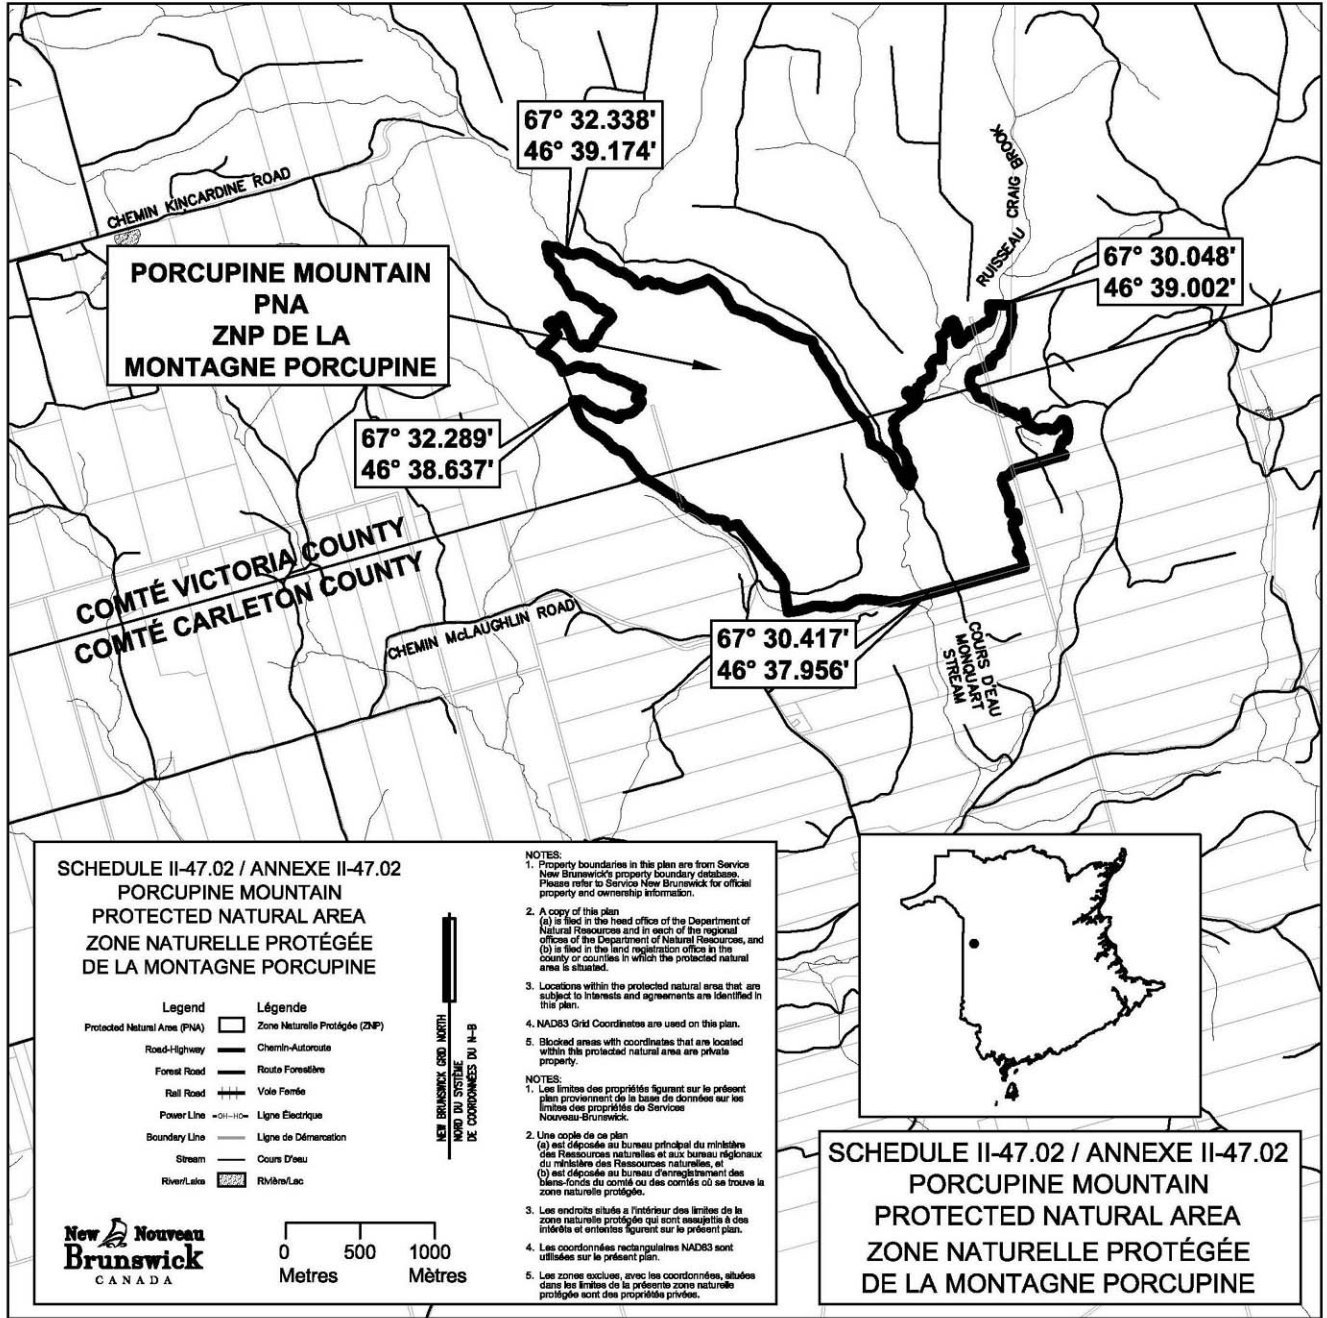 67° 32.338'
46° 39.174'
CHEMIN KINCARDINE ROAD
RUISSEAU CRAIG BROOK
67° 30.048'
46° 39.002'
PORCUPINE MOUNTAIN
PNA
ZNP DE LA
MONTAGNE PORCUPINE
67° 32.289'
46° 38.637'
COMTÉ VICTORIA COUNTY
COMTÉ CARLETON COUNTY
CHEMIN McLAUGHLIN ROAD
67° 30.417'
46° 37.956'
COURS D'EAU
MONQUART
STREAM
SCHEDULE II-47.02 / ANNEXE II-47.02
PORCUPINE MOUNTAIN
PROTECTED NATURAL AREA
ZONE NATURELLE PROTÉGÉE
DE LA MONTAGNE PORCUPINE
Legend Légende
Protected Natural Area (PNA) Zone Naturelle Protégée (ZNP)
Road-Highway Chemin-Autoroute
Forest Road Route Forestière
Rail Road Voie Ferrée
Power Line -OH-HO- Ligne Électrique
Boundary Line Ligne de Démarcation
Stream Cours D'eau
River/Lake Rivière/Lac
NEW BRUNSWICK GRID NORTH
NORD DU SYSTÈME
DE COORDONNÉES DU N-B
New Nouveau
Brunswick
CANADA
0 500 1000
Metres Mètres
NOTES:
1. Property boundaries in this plan are from Service
New Brunswick's property boundary database.
Please refer to Service New Brunswick for official
property and ownership information.
2. A copy of this plan
(a) is filed in the head office of the Department of
Natural Resources and in each of the regional
offices of the Department of Natural Resources, and
(b) is filed in the land registration office in the
county or counties in which the protected natural
area is situated.
3. Locations within the protected natural area that are
subject to interests and agreements are identified in
this plan.
4. NAD83 Grid Coordinates are used on this plan.
5. Blocked areas with coordinates that are located
within this protected natural area are private
property.
NOTES:
1. Les limites des propriétés figurant sur le présent
plan proviennent de la base de données sur les
limites des propriétés de Services
Nouveau-Brunswick.
2. Une copie de ce plan
(a) est déposée au bureau principal du ministère
des Ressources naturelles et aux bureau régionaux
du ministère des Ressources naturelles, et
(b) est déposée au bureau d'enregistrement des
biens-fonds du comté ou des comtés où se trouve la
zone naturelle protégée.
3. Les endroits situés a l'intérieur des limites de la
zone naturelle protégée qui sont assujettis à des
intérêts et ententes figurent sur le présent plan.
4. Les coordonnées rectangulaires NAD83 sont
utilisées sur le présent plan.
5. Les zones exclues, avec les coordonnées, situées
dans les limites de la présente zone naturelle
protégée sont des propriétés privées.
SCHEDULE II-47.02 / ANNEXE II-47.02
PORCUPINE MOUNTAIN
PROTECTED NATURAL AREA
ZONE NATURELLE PROTÉGÉE
DE LA MONTAGNE PORCUPINE